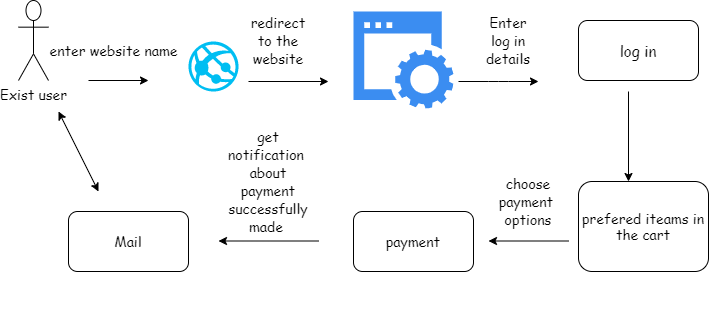 enter website name
redirect
to the
website
Enter
log in
details
log in
Exist user
get
notification
about
payment
successfully
made
choose
payment
options
Mail
payment
prefered iteams in
the cart